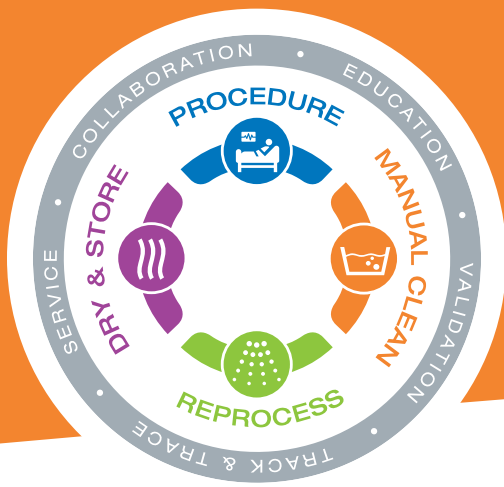 COLLABORATION • EDUCATION • VALIDATION • TRACK & TRACE • SERVICE •
PROCEDURE
MANUAL CLEAN
REPROCESS
DRY & STORE